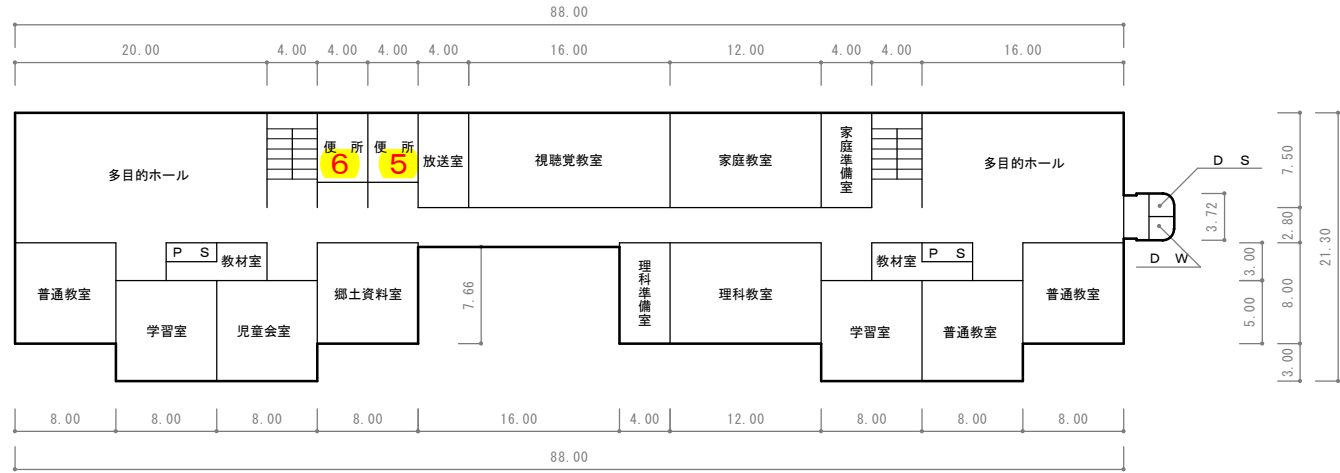 88.00
20.00 4.00 4.00 4.00 4.00 16.00 12.00 4.00 4.00 16.00
多目的ホール
便 所
6
便 所
5
放送室
視聴覚教室
家庭教室
家庭準備室
多目的ホール
D S
D W
7.50
3.72
2.80
21.30
P S
教材室
普通教室
学習室
児童会室
郷土資料室
7.66
理科準備室
理科教室
教材室
P S
学習室
普通教室
普通教室
3.00
5.00
8.00
3.00
8.00 8.00 8.00 8.00 16.00 4.00 12.00 8.00 8.00 8.00
88.00